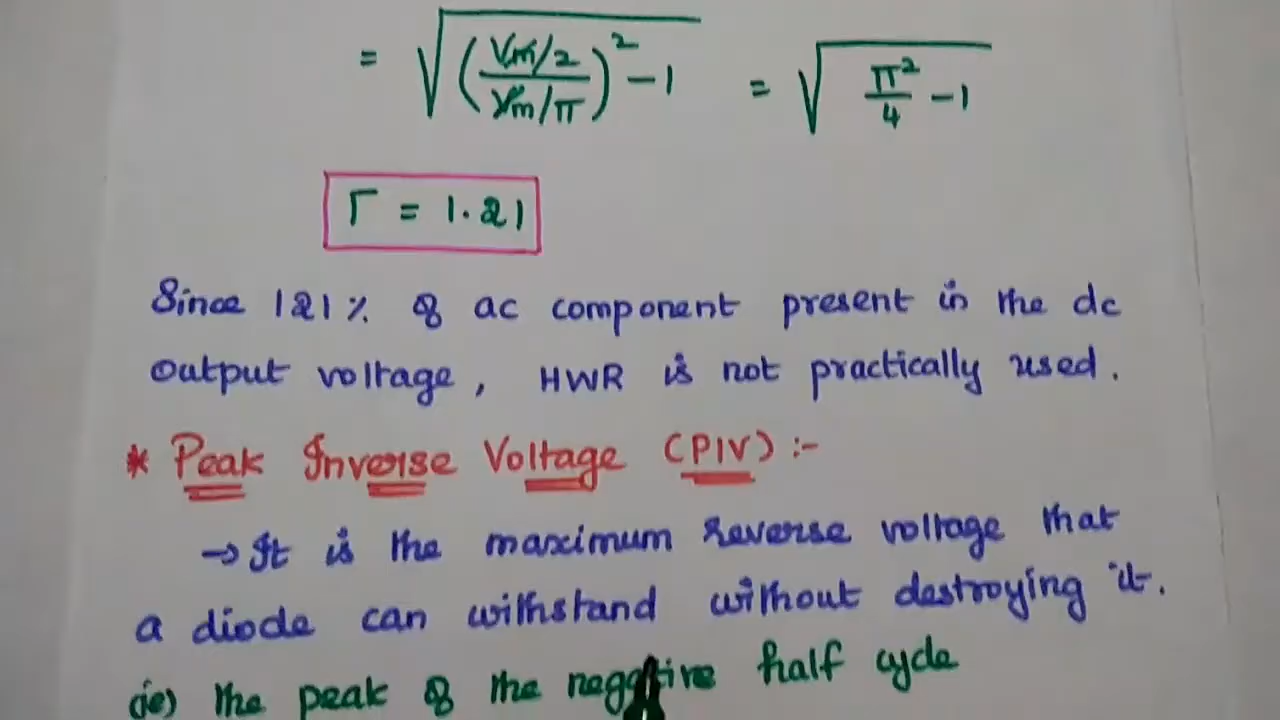 = √((Vm/2)/(Vm/π))² - 1 = √(π²/4 - 1)
Γ = 1.21
Since 121% of ac component present in the dc
output voltage, HWR is not practically used.
* Peak Inverse Voltage (PIV) :-
→ It is the maximum reverse voltage that
a diode can withstand without destroying it.
(ie) the peak of the negative half cycle